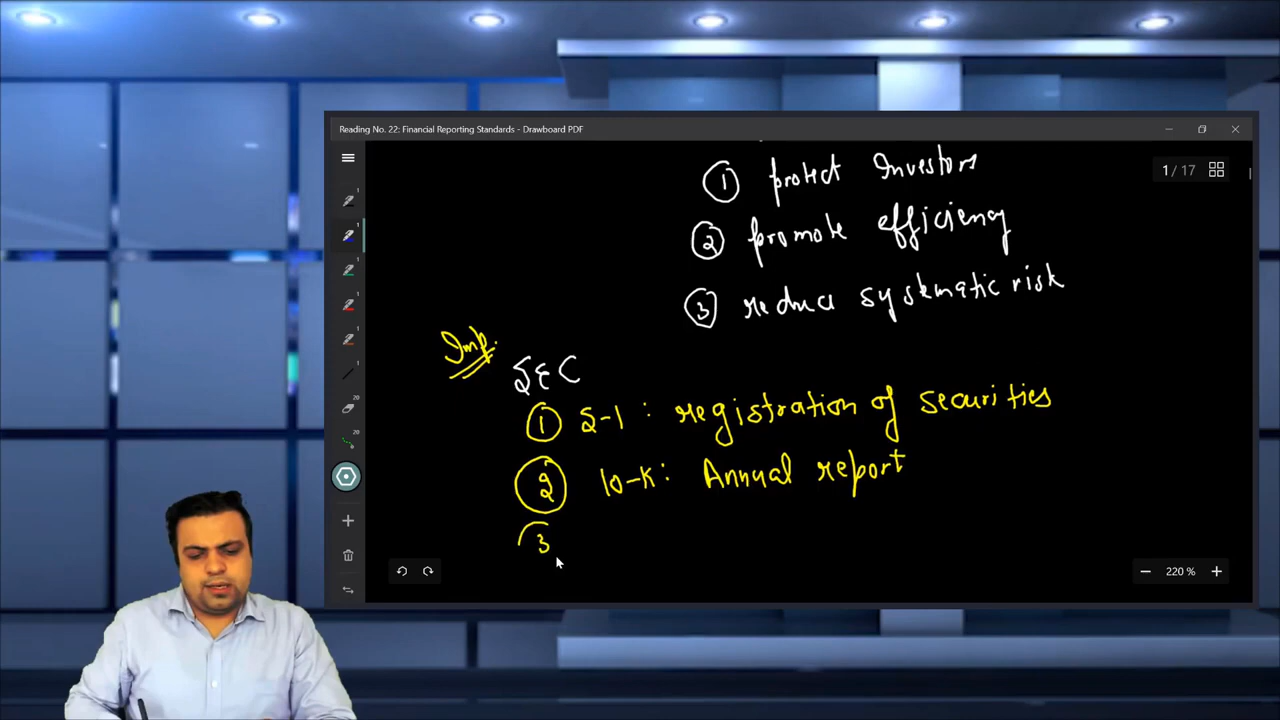 Reading No. 22: Financial Reporting Standards - Drawboard PDF
1 / 17
① protect Investors
② promote efficiency
③ reduce systematic risk
Imp.
SEC
① S-1 : registration of securities
② 10-K: Annual report
3
220 %